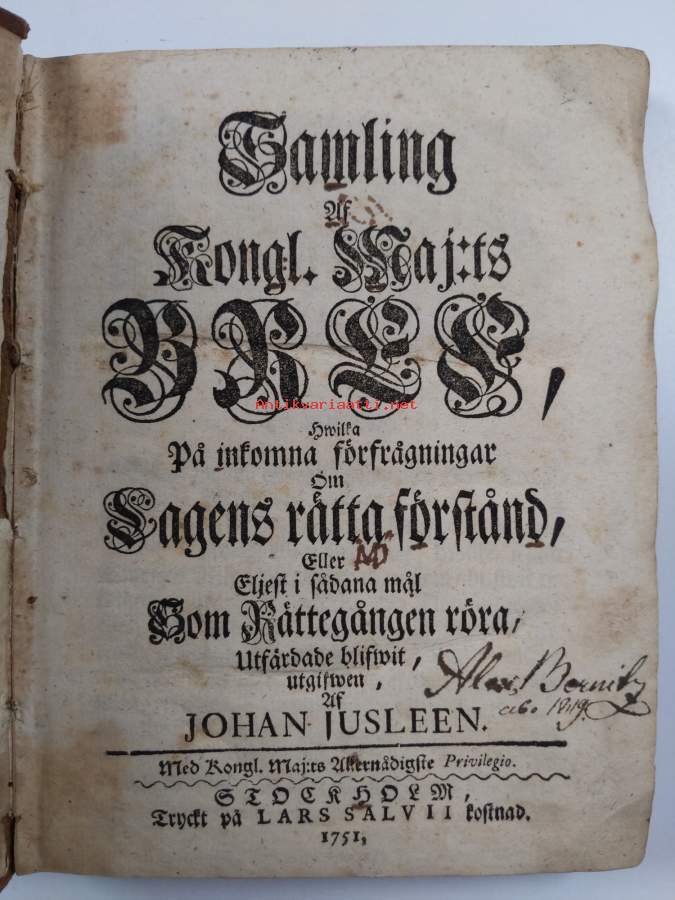 Samling
Af
Kongl. Maj:ts
BREF,
Antikvariaatti.net
Hwilka
På inkomna förfrågningar
Om
Lagens rätta förstånd,
Eller
Eljest i sådana mål
Som Rättegången röra,
Utfärdade blifwit,
utgifwen,
Af
JOHAN JUSLEEN.
Alex
1819.
Med Kongl. Maj:ts Allernådigste Privilegio.
STOCKHOLM,
Tryckt på LARS SALVII kostnad.
1751,